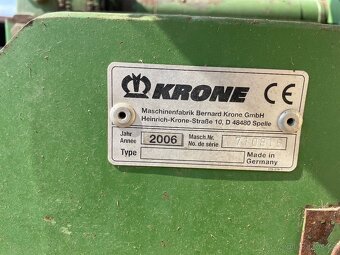 KRONE CE
Maschinenfabrik Bernard Krone GmbH
Heinrich-Krone-Straße 10, D 48480 Spelle
Jahr
Année
2006
Masch.Nr.
No. de série
Type
Made in
Germany